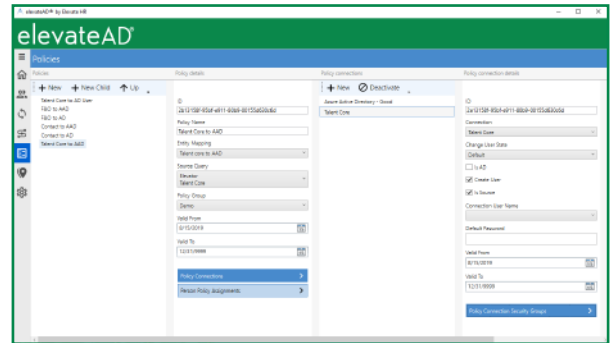 elevateAD® by Elevate HR
elevateAD®
Policies
Policies
+ New + New Child ↑ Up
Talent Core to AD User
F&O to AAD
F&O to AD
Contact to AAD
Contact to AD
Talent Core to AAD
Policy details
ID
Policy Name
Talent Core to AAD
Entity Mapping
Talent core to AAD
Source Query
Elevator
Talent Core
Policy Group
Demo
Valid From
8/15/2019
Valid To
12/31/9999
Policy Connections
Person Policy Assignments
Policy connections
+ New Deactivate
Azure Active Directory - Good
Talent Core
Policy connection details
ID
Connection
Talent Core
Change User State
Default
Is AD
Create User
Is Source
Connection User Name
Default Password
Valid From
8/15/2019
Valid To
12/31/9999
Policy Connection Security Groups